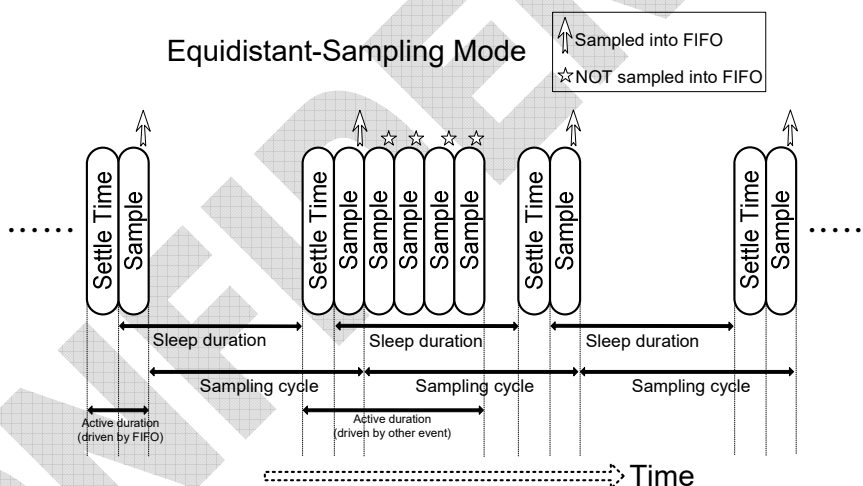 Equidistant-Sampling Mode
Sampled into FIFO
NOT sampled into FIFO
Settle Time
Sample
Settle Time
Sample
Sample
Sample
Sample
Sample
Settle Time
Sample
Settle Time
Sample
Sleep duration
Sleep duration
Sleep duration
Sampling cycle
Sampling cycle
Sampling cycle
Active duration
(driven by FIFO)
Active duration
(driven by other event)
Time